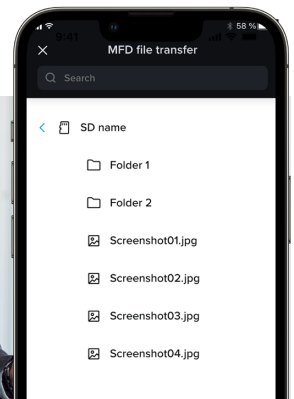 58 %
9:41
MFD file transfer
Search
SD name
Folder 1
Folder 2
Screenshot01.jpg
Screenshot02.jpg
Screenshot03.jpg
Screenshot04.jpg